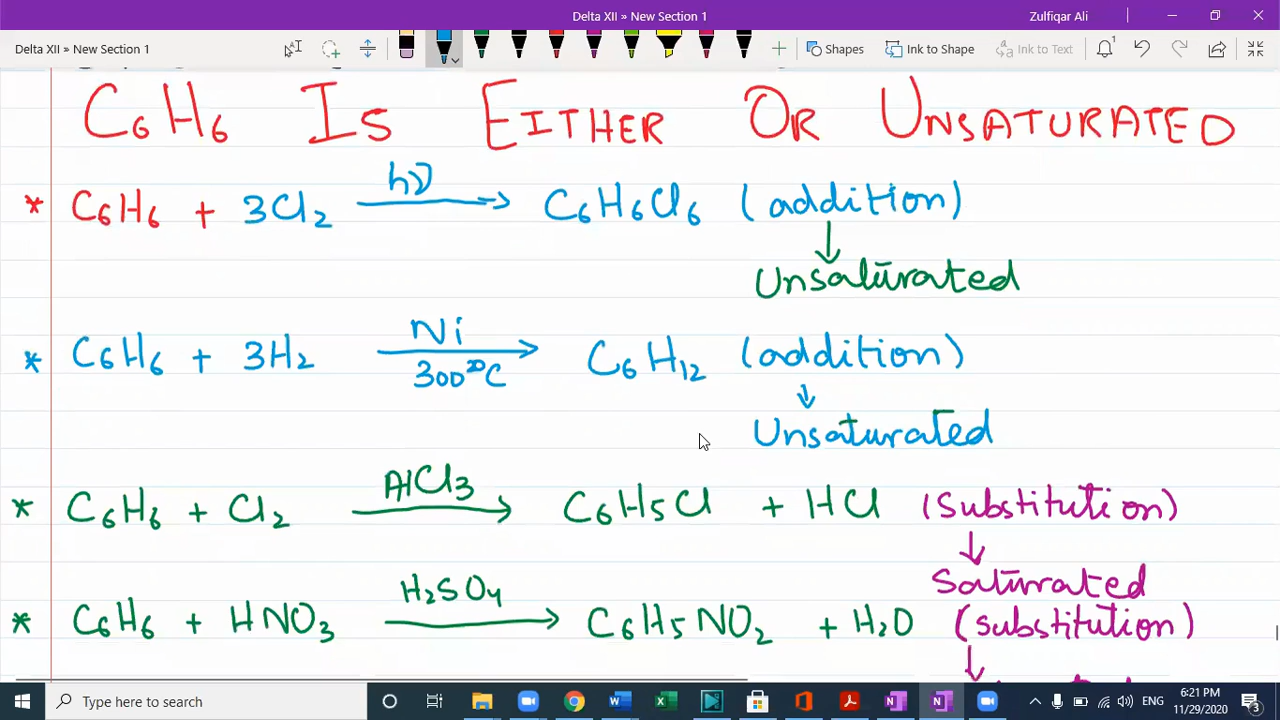 Delta XII » New Section 1
Zulfiqar Ali
Delta XII » New Section 1
Shapes
Ink to Shape
Ink to Text
C6H6 IS EITHER OR UNSATURATED
* C6H6 + 3Cl2 hν → C6H6Cl6 (addition)
↓
Unsaturated
* C6H6 + 3H2 Ni → C6H12 (addition)
↓
Unsaturated
* C6H6 + Cl2 AlCl3 → C6H5Cl + HCl (Substitution)
↓
Saturated
* C6H6 + HNO3 H2SO4 → C6H5NO2 + H2O (substitution)
↓
Type here to search
ENG
6:21 PM
11/29/2020
3